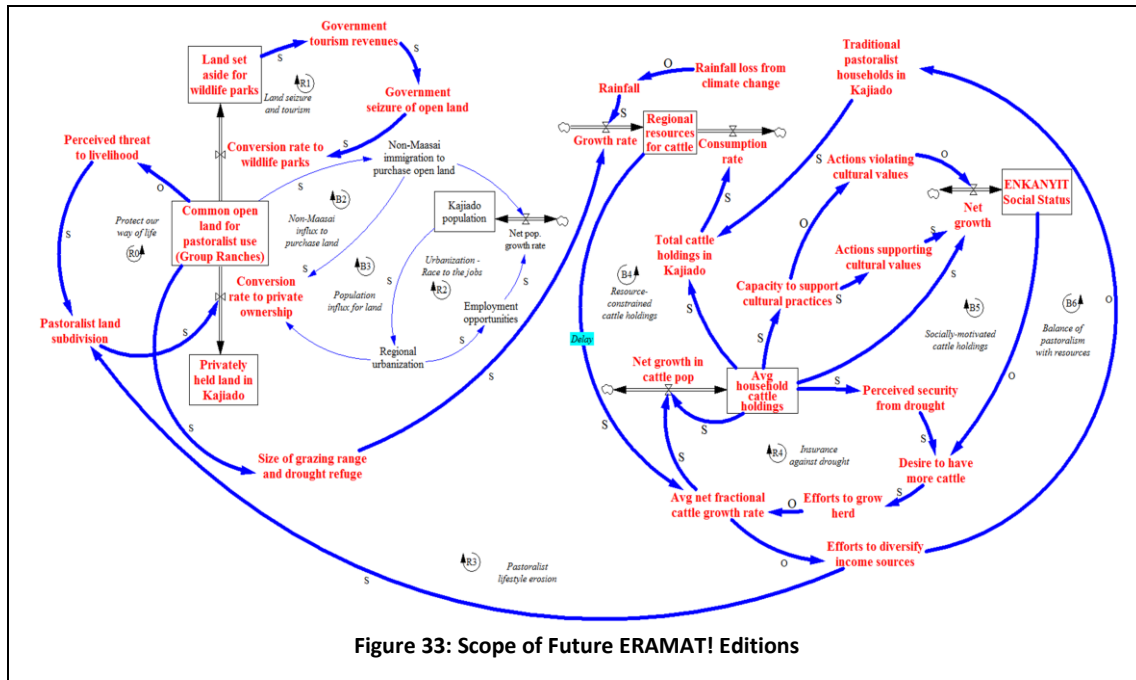 Government
tourism revenues
Land set
aside for
wildlife parks
S
S
R1
Land seizure
and tourism
Government
seizure of open land
S
Conversion rate to
wildlife parks
Perceived threat
to livelihood
O
S
Protect our
way of life
R0
Common open
land for
pastoralist use
(Group Ranches)
S
Non-Maasai
immigration to
purchase open land
B2
Non-Maasai
influx to
purchase land
S
S
Kajiado
population
Net pop.
growth rate
B3
Population
influx for land
Urbanization -
Race to the jobs
R2
S
S
Conversion
rate to private
ownership
S
Employment
opportunities
S
S
Regional
urbanization
Pastoralist land
subdivision
S
Privately
held land in
Kajiado
S
Size of grazing
range and drought refuge
S
Rainfall
O
Rainfall loss from
climate change
S
Growth rate
Regional
resources
for cattle
Consumption
rate
S
Traditional
pastoralist
households in
Kajiado
S
Actions violating
cultural values
O
ENKANYIT
Social Status
Net
growth
S
Actions supporting
cultural values
O
S
Total cattle
holdings in
Kajiado
S
Capacity to support
cultural practices
S
S
B4
Resource-
constrained
cattle holdings
B5
Socially-motivated
cattle holdings
B6
Balance of
pastoralism
with resources
O
O
Delay
Net growth in
cattle pop
S
Avg
household
cattle
holdings
S
Perceived security
from drought
S
R4
Insurance
against drought
Desire to have
more cattle
S
S
Avg net fractional
cattle growth rate
O
Efforts to grow
herd
S
O
Efforts to diversify
income sources
R3
Pastoralist
lifestyle erosion
S
Figure 33: Scope of Future ERAMAT! Editions